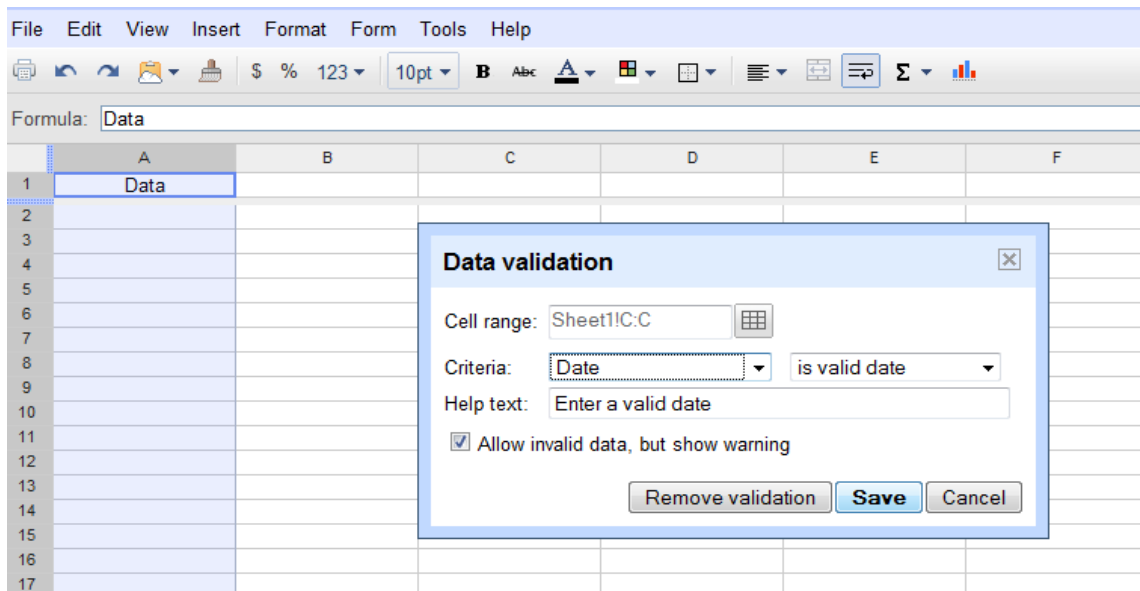 File Edit View Insert Format Form Tools Help
$ % 123 10pt B Abc A Σ
Formula: Data
A B C D E F
1 Data
2
3
4
5
6
7
8
9
10
11
12
13
14
15
16
17
Data validation
Cell range: Sheet1!C:C
Criteria: Date is valid date
Help text: Enter a valid date
Allow invalid data, but show warning
Remove validation Save Cancel